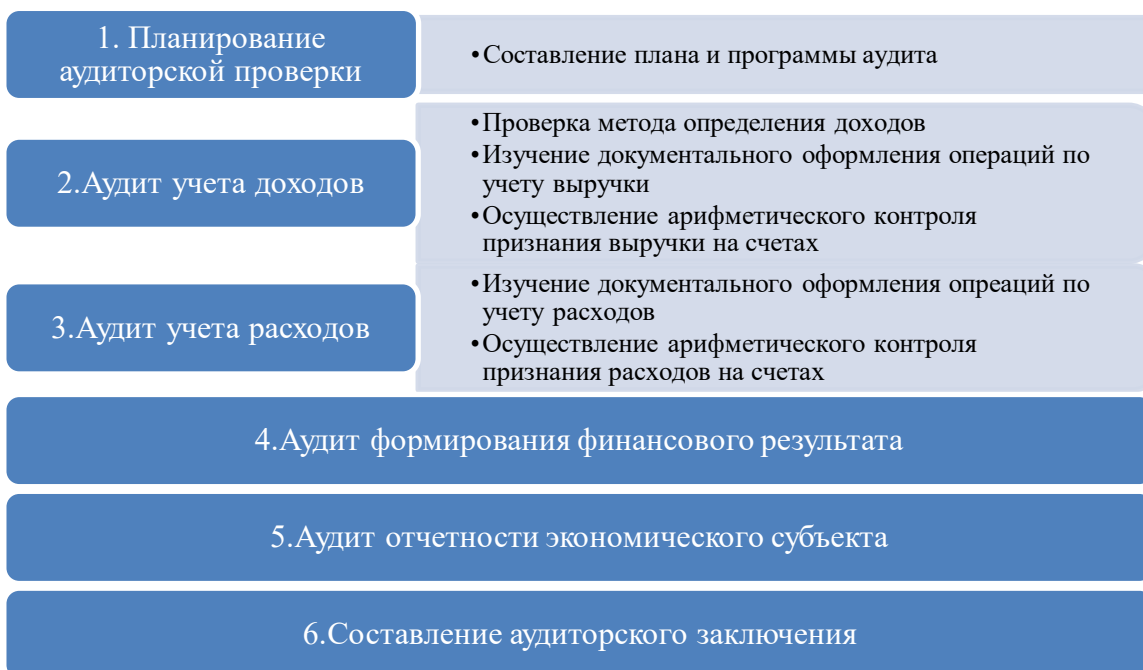 1. Планирование
аудиторской проверки
•Составление плана и программы аудита
2.Аудит учета доходов
•Проверка метода определения доходов
•Изучение документального оформления операций по
учету выручки
•Осуществление арифметического контроля
признания выручки на счетах
3.Аудит учета расходов
•Изучение документального оформления опреаций по
учету расходов
•Осуществление арифметического контроля
признания расходов на счетах
4.Аудит формирования финансового результата
5.Аудит отчетности экономического субъекта
6.Составление аудиторского заключения